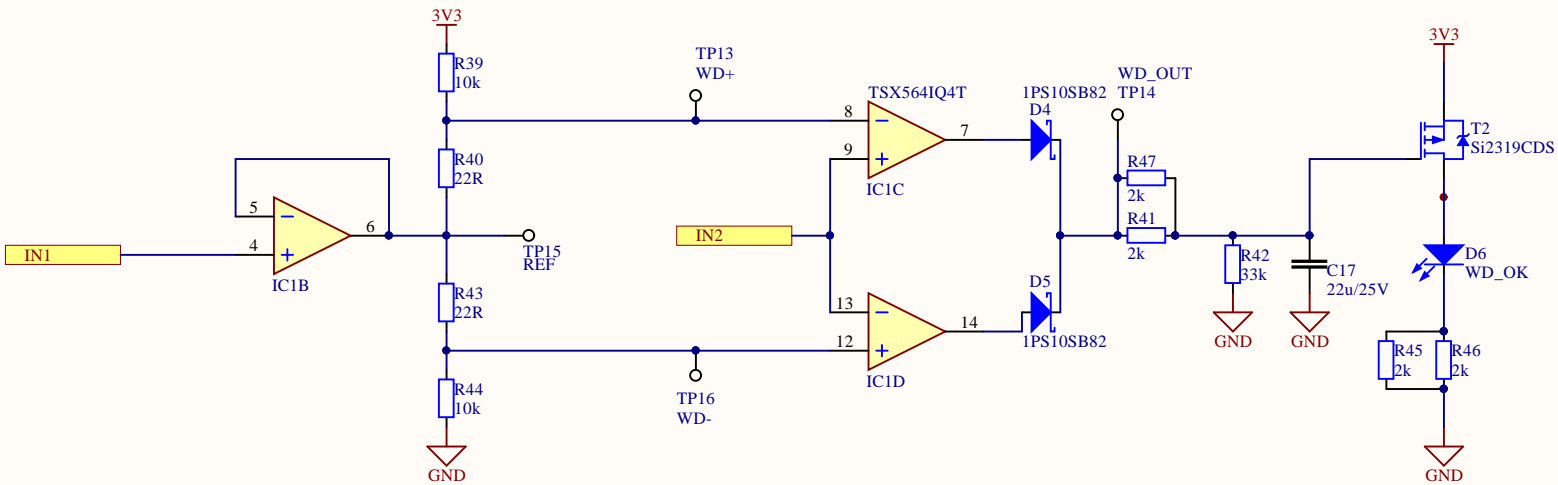 IN1
5
4
6
IC1B
3V3
R39
10k
R40
22R
R43
22R
R44
10k
GND
TP15
REF
TP13
WD+
TP16
WD-
IN2
TSX564IQ4T
8
9
7
IC1C
13
12
14
IC1D
1PS10SB82
D4
D5
1PS10SB82
WD_OUT
TP14
R47
2k
R41
2k
R42
33k
GND
C17
22u/25V
GND
3V3
T2
Si2319CDS
D6
WD_OK
R45
2k
R46
2k
GND